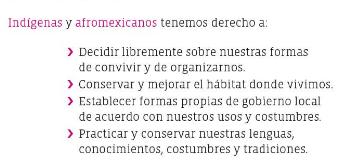 Indígenas y afromexicanos tenemos derecho a:
❯ Decidir libremente sobre nuestras formas
de convivir y de organizarnos.
❯ Conservar y mejorar el hábitat donde vivimos.
❯ Establecer formas propias de gobierno local
de acuerdo con nuestros usos y costumbres.
❯ Practicar y conservar nuestras lenguas,
conocimientos, costumbres y tradiciones.